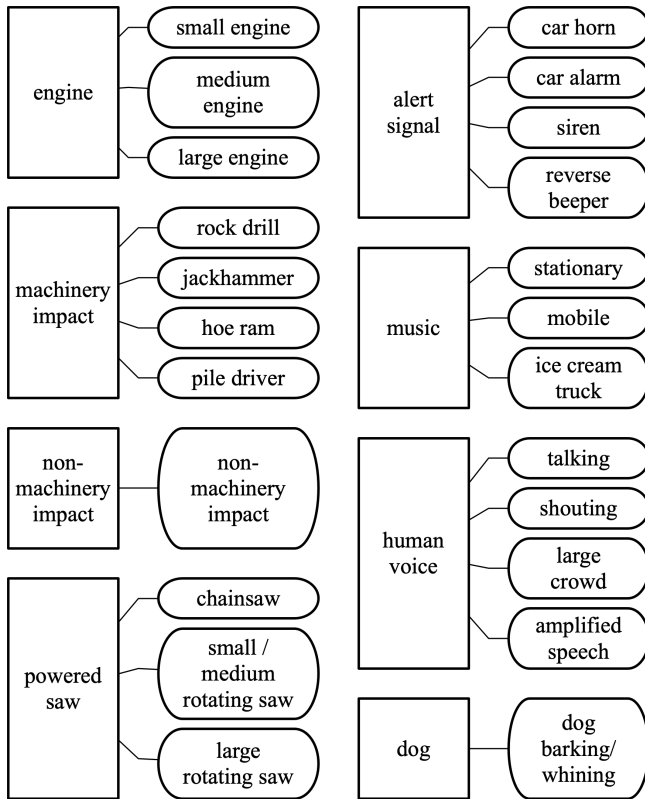 engine
small engine
medium
engine
large engine
machinery
impact
rock drill
jackhammer
hoe ram
pile driver
non-
machinery
impact
non-
machinery
impact
powered
saw
chainsaw
small /
medium
rotating saw
large
rotating saw
alert
signal
car horn
car alarm
siren
reverse
beeper
music
stationary
mobile
ice cream
truck
human
voice
talking
shouting
large
crowd
amplified
speech
dog
dog
barking/
whining